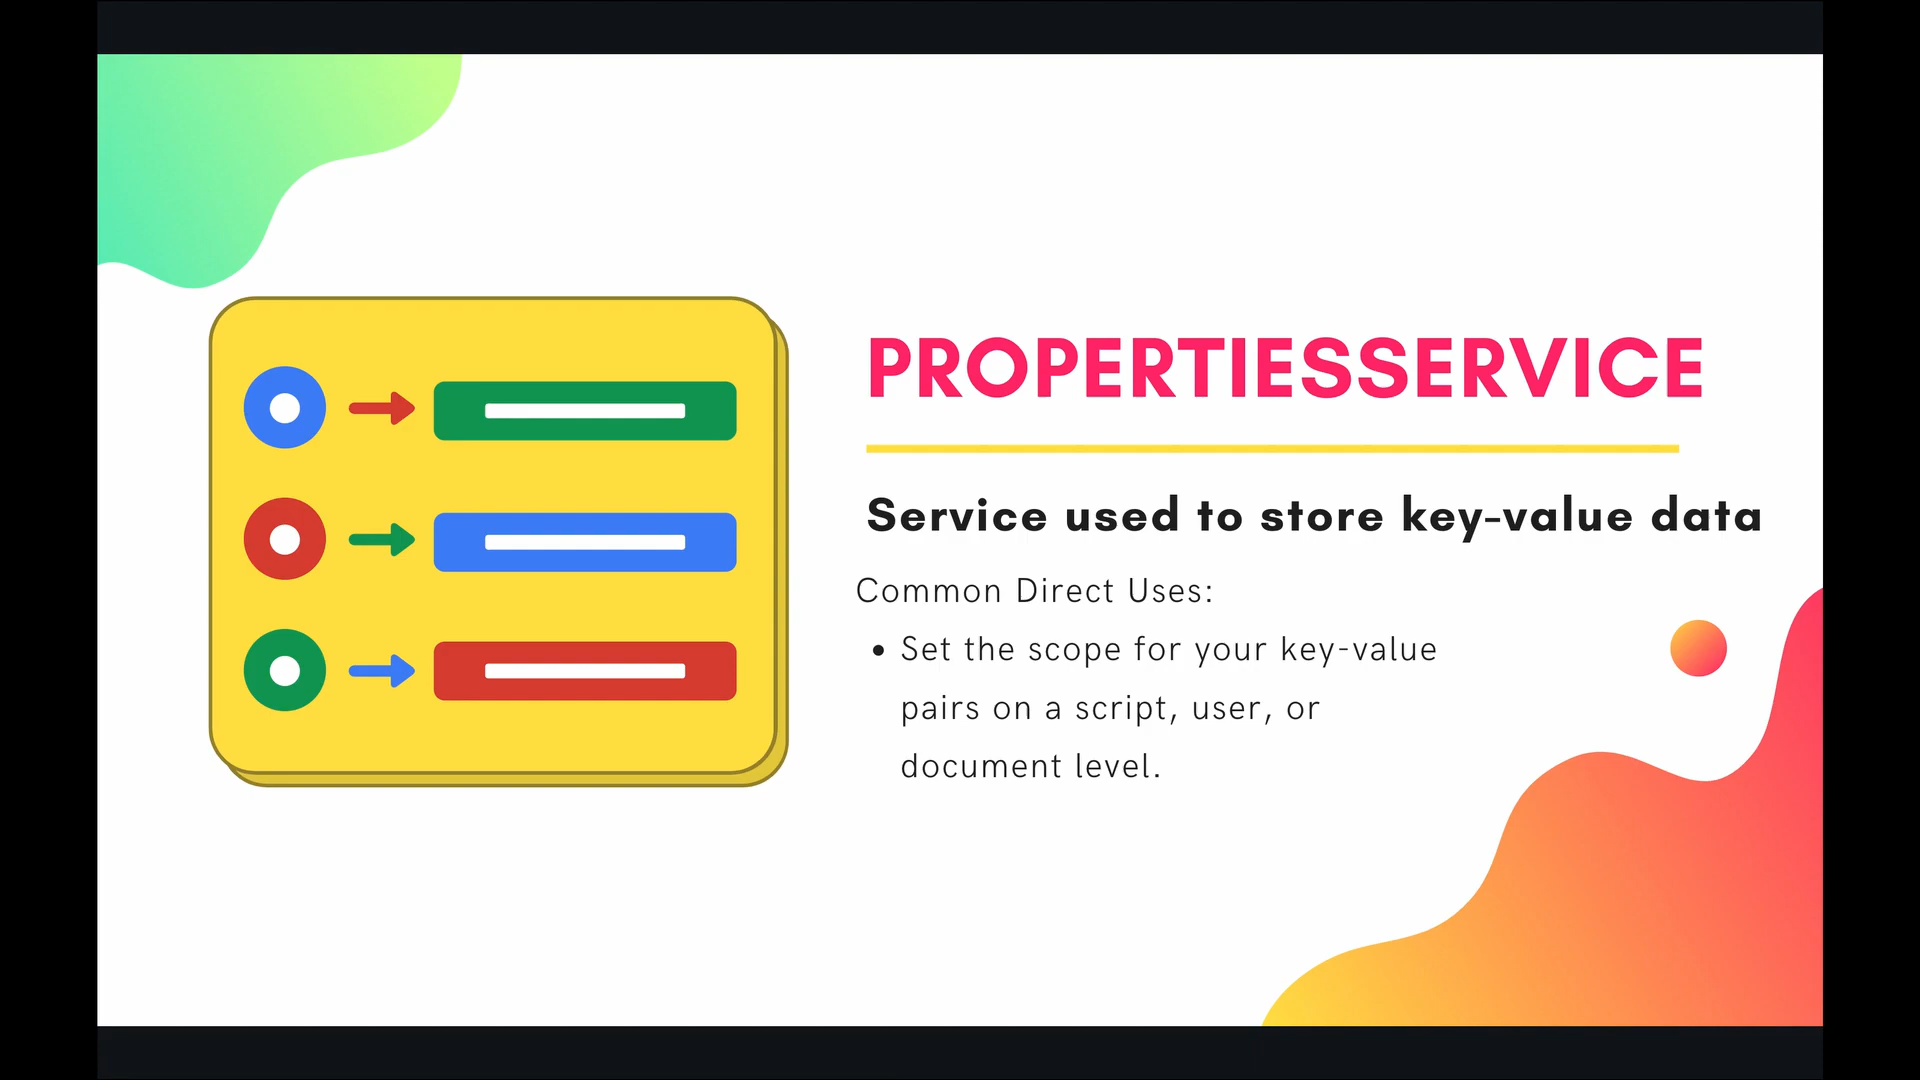 PROPERTIESSERVICE
Service used to store key-value data
Common Direct Uses:
• Set the scope for your key-value
pairs on a script, user, or
document level.